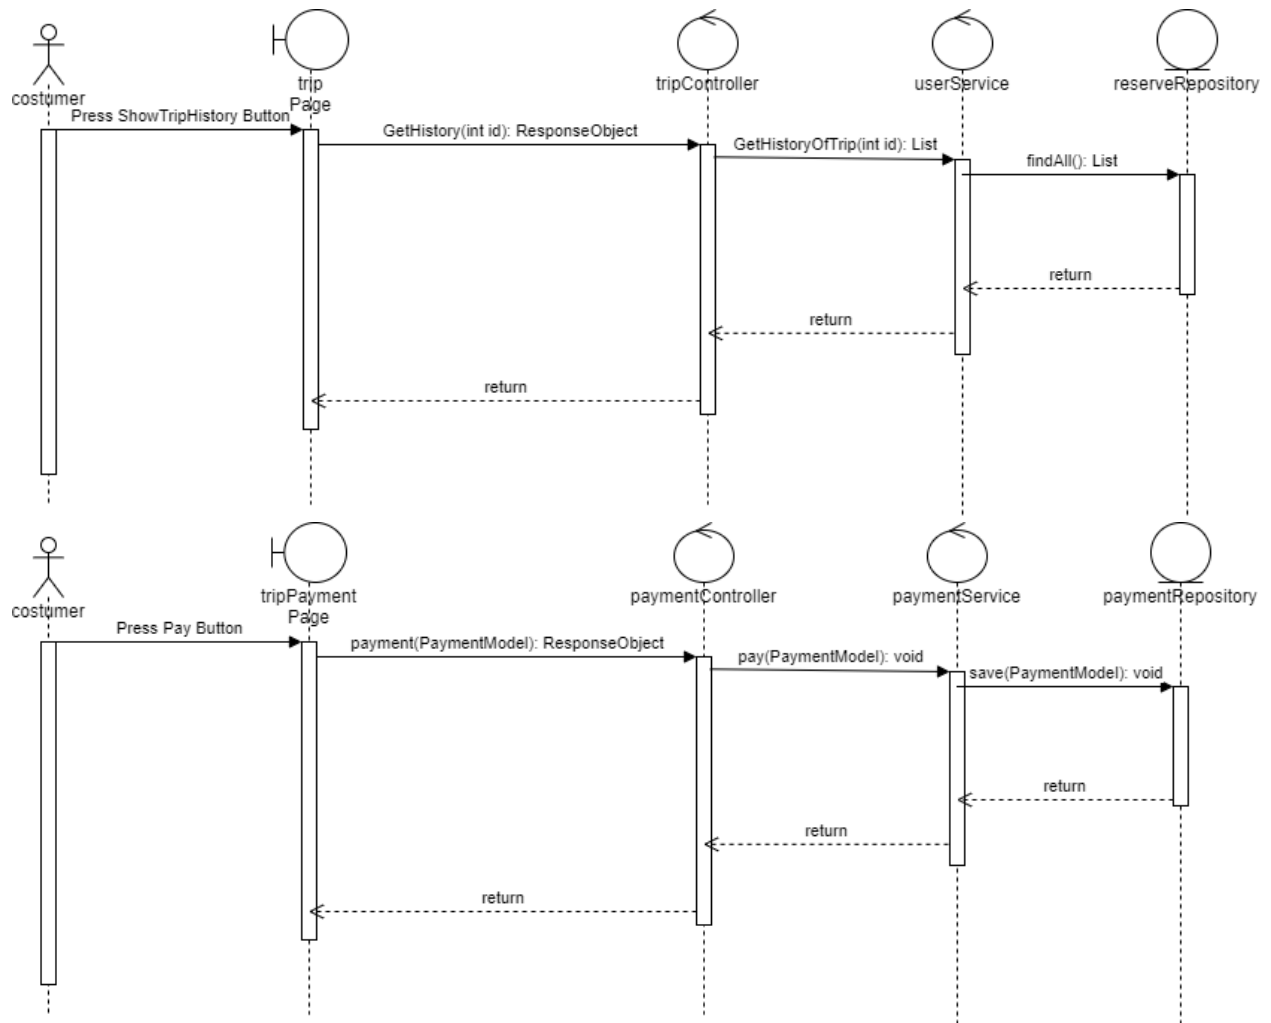 costumer
trip
Page
tripController
userService
reserveRepository
Press ShowTripHistory Button
GetHistory(int id): ResponseObject
GetHistoryOfTrip(int id): List
findAll(): List
return
return
return
costumer
tripPayment
Page
paymentController
paymentService
paymentRepository
Press Pay Button
payment(PaymentModel): ResponseObject
pay(PaymentModel): void
save(PaymentModel): void
return
return
return